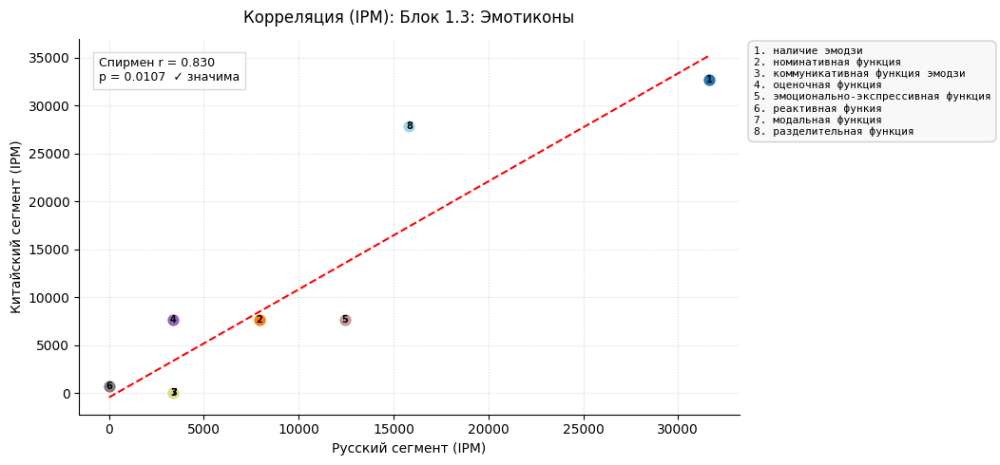 Корреляция (IPM): Блок 1.3: Эмотиконы
Спирмен r = 0.830
p = 0.0107 ✓ значима
1. наличие эмодзи
2. номинативная функция
3. коммуникативная функция эмодзи
4. оценочная функция
5. эмоционально-экспрессивная функция
6. реактивная функия
7. модальная функция
8. разделительная функция
Китайский сегмент (IPM)
35000
30000
25000
20000
15000
10000
5000
0
1
8
4
2
5
6
0
5000
10000
15000
20000
25000
30000
Русский сегмент (IPM)